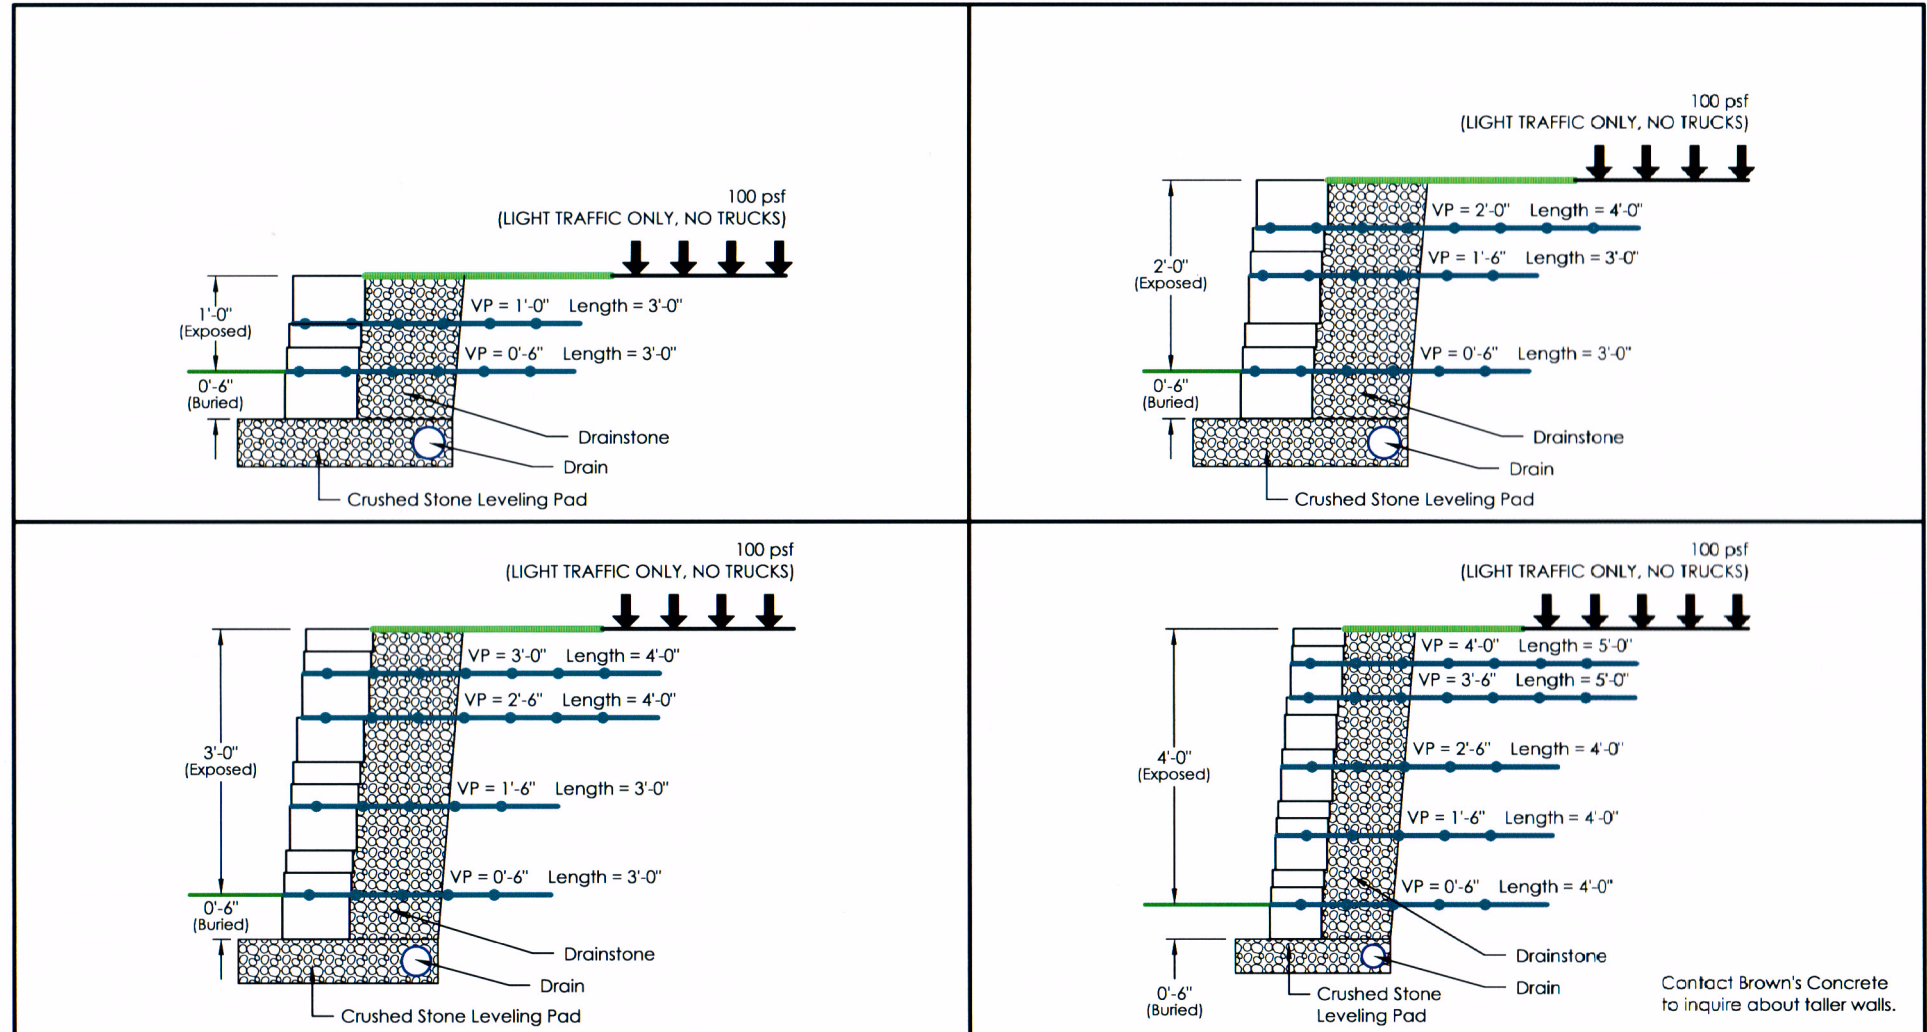 100 psf
(LIGHT TRAFFIC ONLY, NO TRUCKS)
1'-0"
(Exposed)
VP = 1'-0" Length = 3'-0"
VP = 0'-6" Length = 3'-0"
0'-6"
(Buried)
Drainstone
Drain
Crushed Stone Leveling Pad
100 psf
(LIGHT TRAFFIC ONLY, NO TRUCKS)
VP = 2'-0" Length = 4'-0"
VP = 1'-6" Length = 3'-0"
2'-0"
(Exposed)
VP = 0'-6" Length = 3'-0"
0'-6"
(Buried)
Drainstone
Drain
Crushed Stone Leveling Pad
100 psf
(LIGHT TRAFFIC ONLY, NO TRUCKS)
VP = 3'-0" Length = 4'-0"
VP = 2'-6" Length = 4'-0"
3'-0"
(Exposed)
VP = 1'-6" Length = 3'-0"
VP = 0'-6" Length = 3'-0"
0'-6"
(Buried)
Drainstone
Drain
Crushed Stone Leveling Pad
100 psf
(LIGHT TRAFFIC ONLY, NO TRUCKS)
VP = 4'-0" Length = 5'-0"
VP = 3'-6" Length = 5'-0"
VP = 2'-6" Length = 4'-0"
4'-0"
(Exposed)
VP = 1'-6" Length = 4'-0"
VP = 0'-6" Length = 4'-0"
Drainstone
Drain
0'-6"
(Buried)
Crushed Stone
Leveling Pad
Contact Brown's Concrete
to inquire about taller walls.